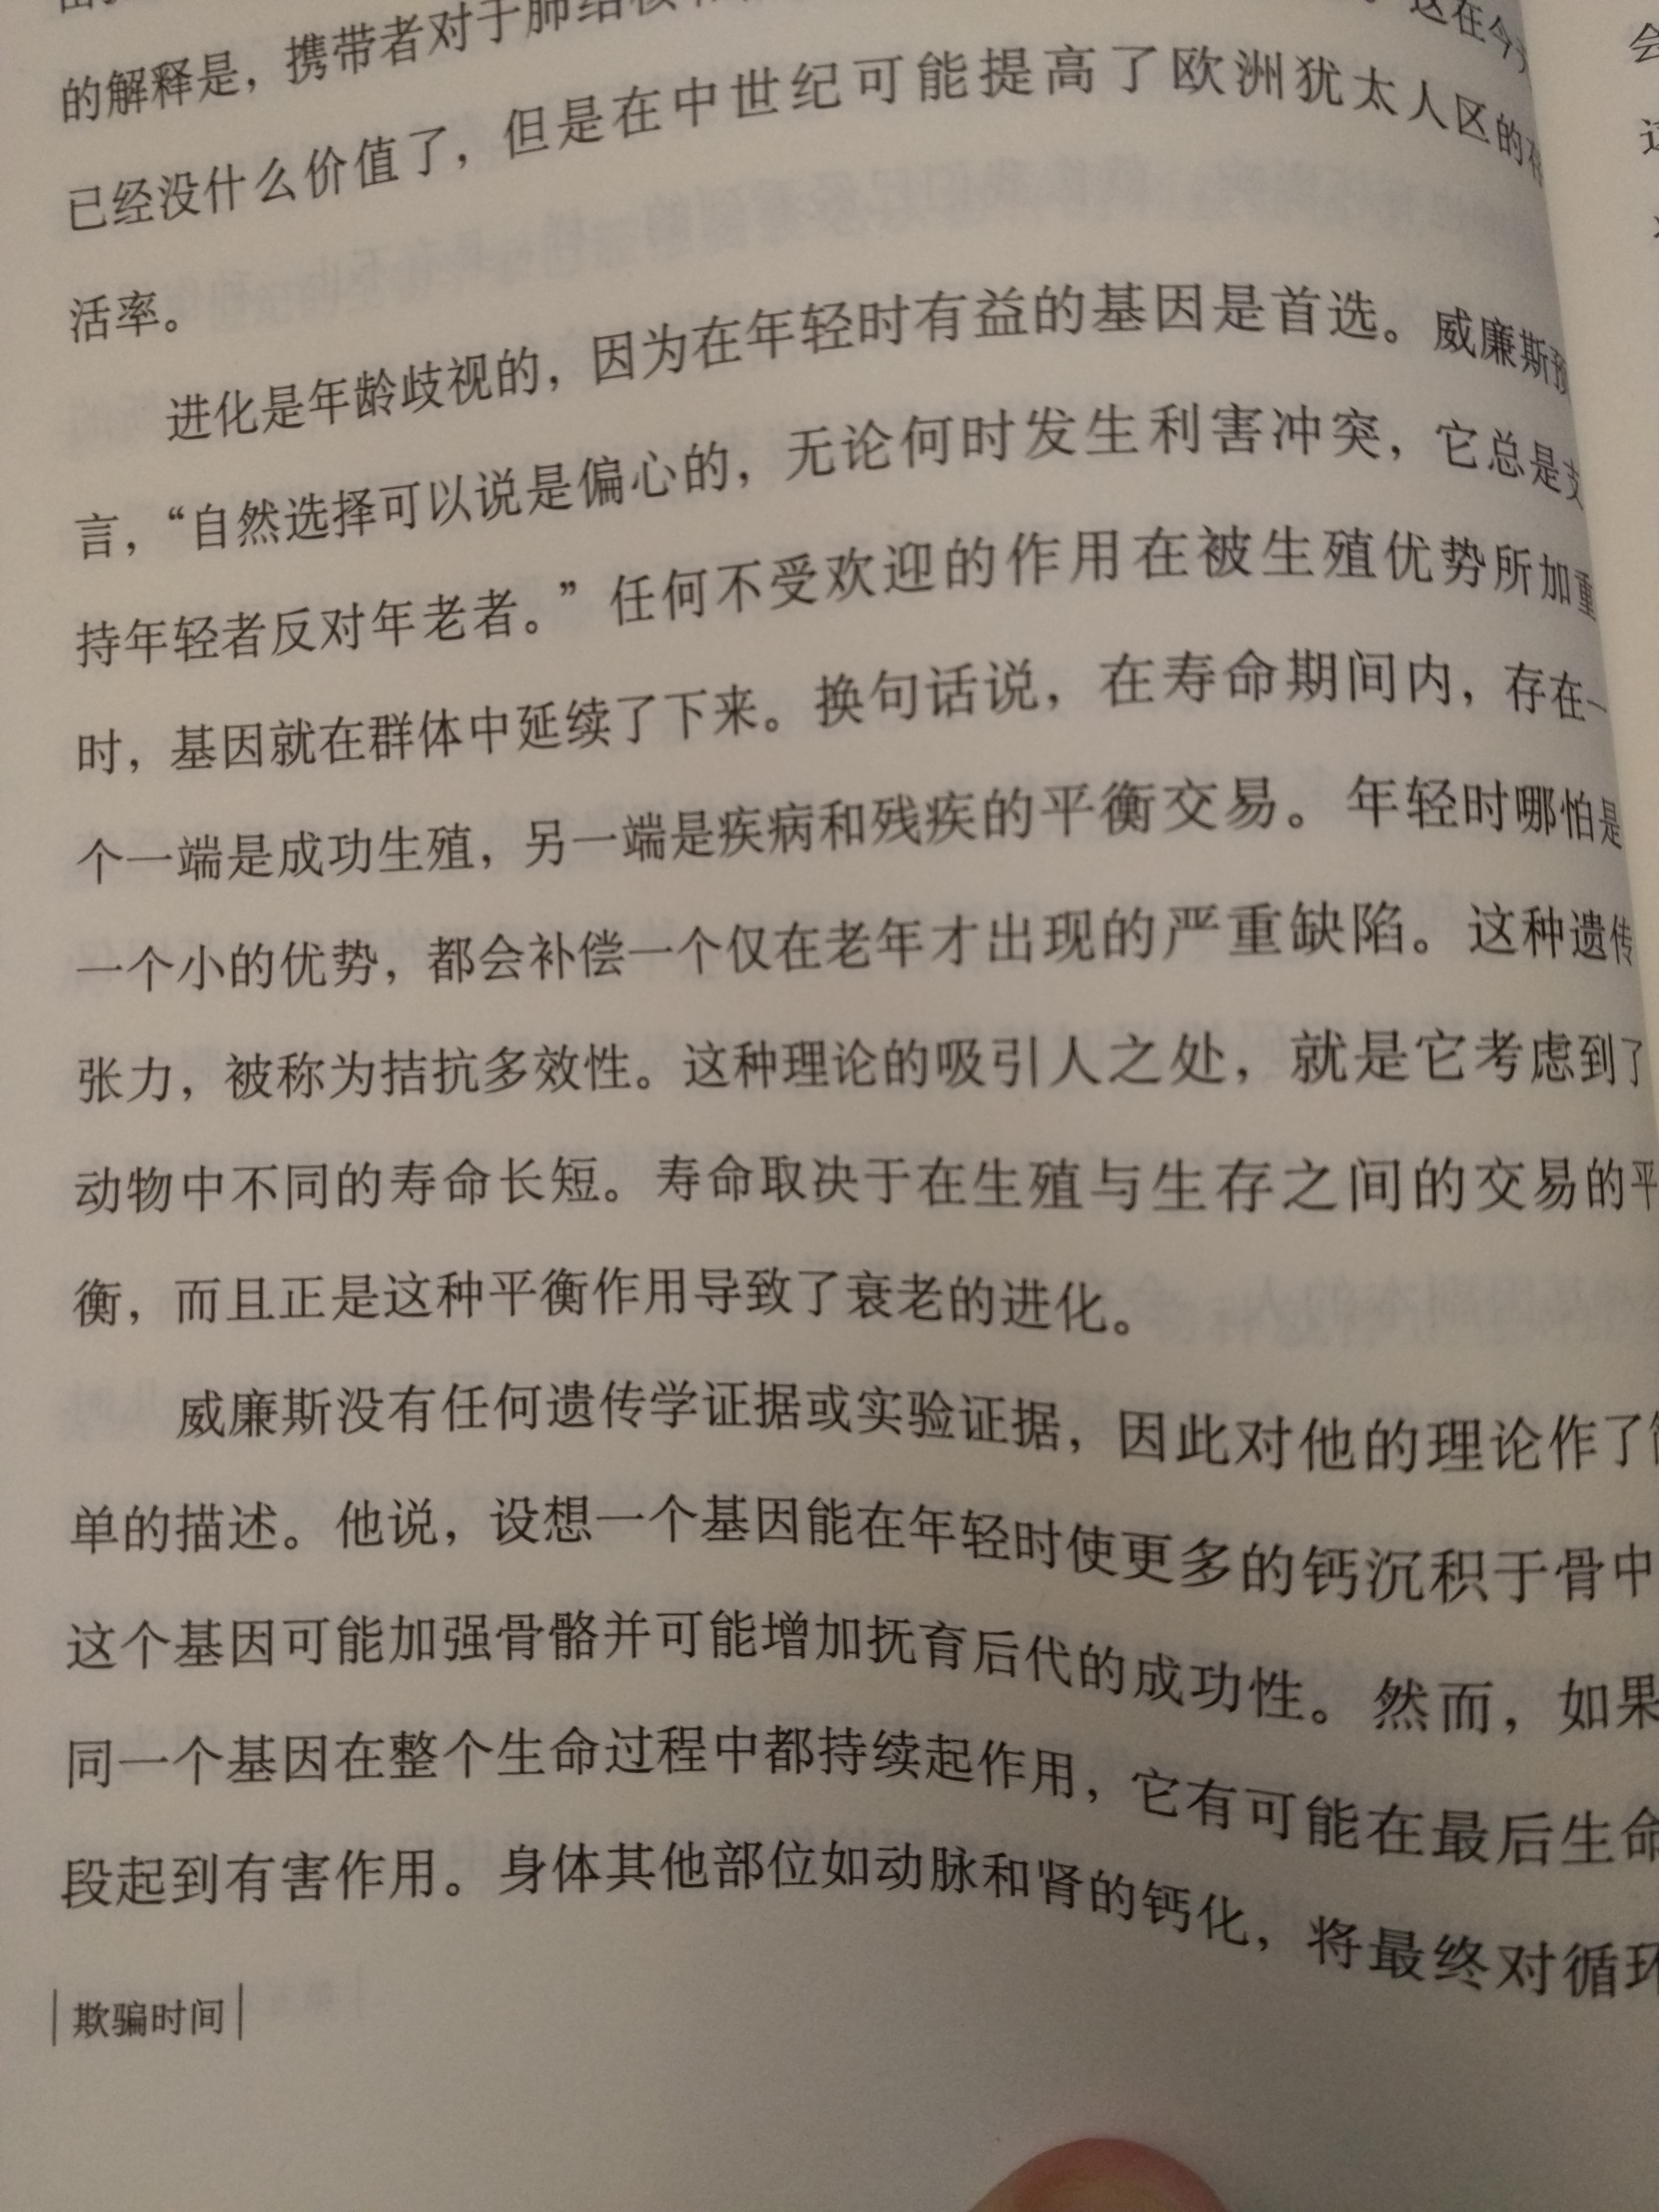 的解释是，携带者对于肺结核
这在今
已经没什么价值了，但是在中世纪可能提高了欧洲犹太人区的
活率。
进化是年龄歧视的，因为在年轻时有益的基因是首选。威廉斯预
言，“自然选择可以说是偏心的，无论何时发生利害冲突，它总是支
持年轻者反对年老者。”任何不受欢迎的作用在被生殖优势所加重
时，基因就在群体中延续了下来。换句话说，在寿命期间内，存在一
个一端是成功生殖，另一端是疾病和残疾的平衡交易。年轻时哪怕是
一个小的优势，都会补偿一个仅在老年才出现的严重缺陷。这种遗传
张力，被称为拮抗多效性。这种理论的吸引人之处，就是它考虑到了
动物中不同的寿命长短。寿命取决于在生殖与生存之间的交易的平
衡，而且正是这种平衡作用导致了衰老的进化。
威廉斯没有任何遗传学证据或实验证据，因此对他的理论作了
单的描述。他说，设想一个基因能在年轻时使更多的钙沉积于骨中
这个基因可能加强骨骼并可能增加抚育后代的成功性。然而，如果
同一个基因在整个生命过程中都持续起作用，它有可能在最后生命
段起到有害作用。身体其他部位如动脉和肾的钙化，将最终对循环
欺骗时间
会